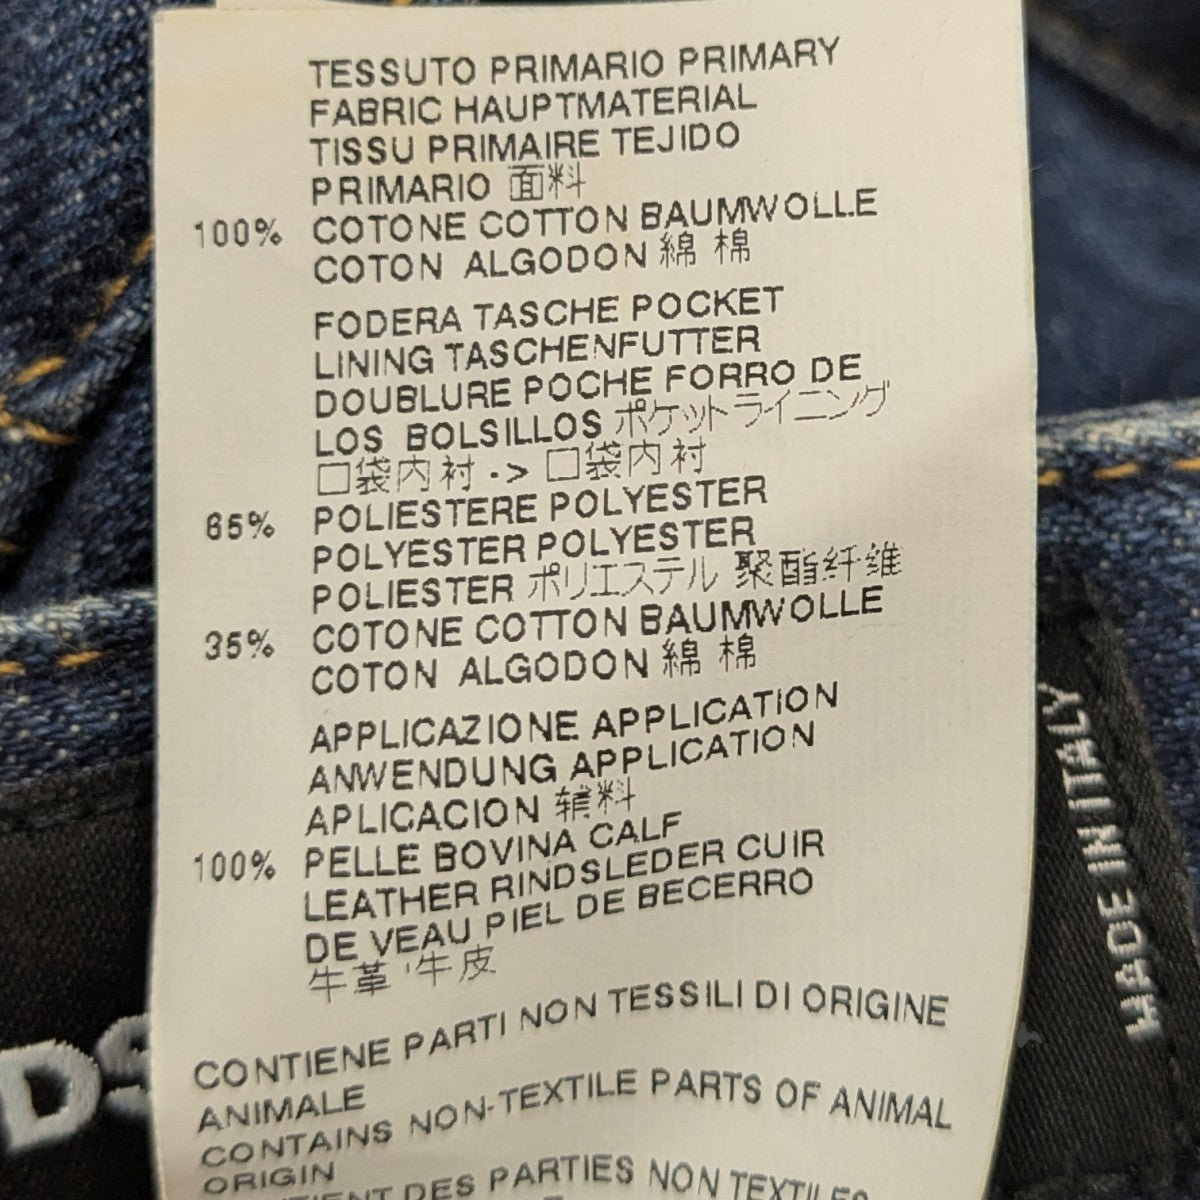 TESSUTO PRIMARIO PRIMARY
FABRIC HAUPTMATERIAL
TISSU PRIMAIRE TEJIDO
PRIMARIO 面料
100% COTONE COTTON BAUMWOLLE
COTON ALGODON 綿 棉
FODERA TASCHE POCKET
LINING TASCHENFUTTER
DOUBLURE POCHE FORRO DE
LOS BOLSILLOS ポケットライニング
口袋内衬 -> 口袋内衬
65% POLIESTERE POLYESTER
POLYESTER POLYESTER
POLIESTER ポリエステル 聚酯纤维
35% COTONE COTTON BAUMWOLLE
COTON ALGODON 綿 棉
APPLICAZIONE APPLICATION
ANWENDUNG APPLICATION
APLICACION 辅料
100% PELLE BOVINA CALF
LEATHER RINDSLEDER CUIR
DE VEAU PIEL DE BECERRO
牛革 '牛皮
CONTIENE PARTI NON TESSILI DI ORIGINE
ANIMALE
CONTAINS NON-TEXTILE PARTS OF ANIMAL
ORIGIN
DES PARTIES NON TEXTILES
MADE IN ITALY